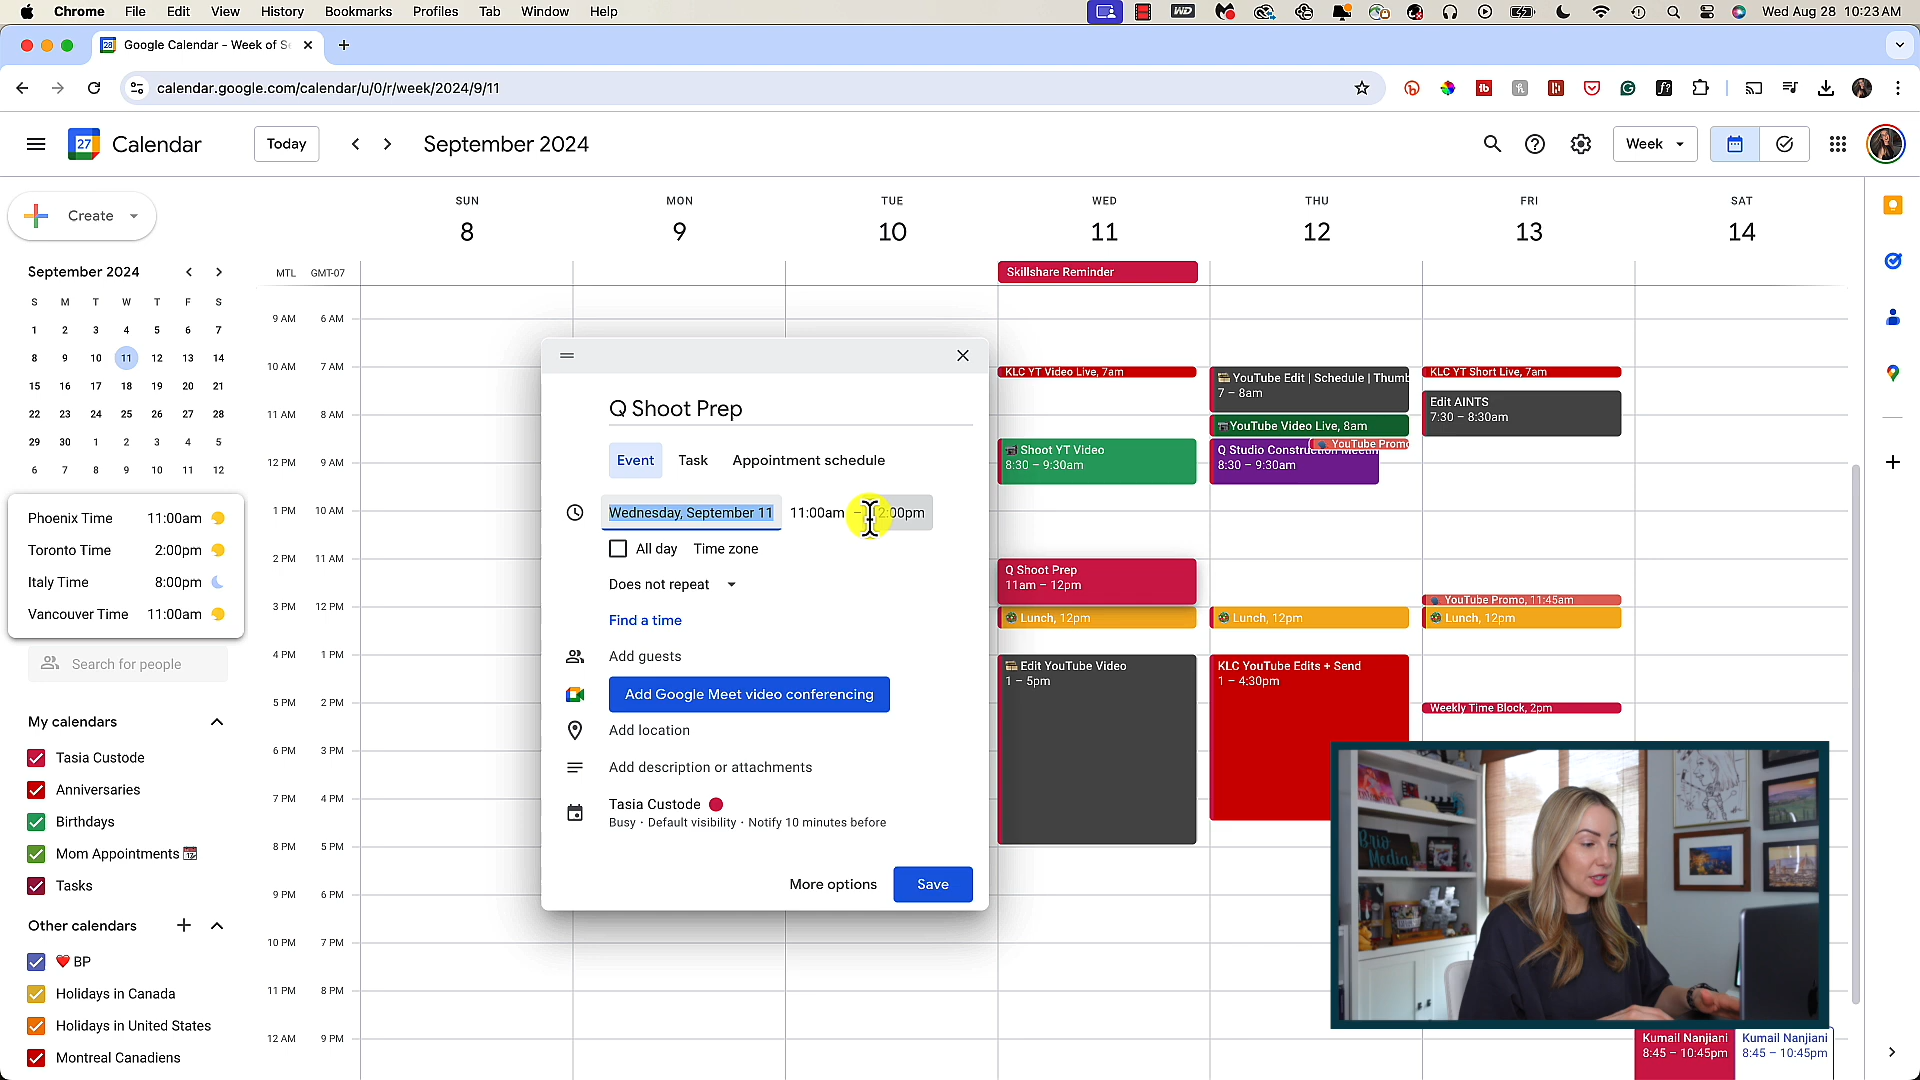 Chrome File Edit View History Bookmarks Profiles Tab Window Help WD Wed Aug 28 10:23 AM
Google Calendar - Week of Se
calendar.google.com/calendar/u/0/r/week/2024/9/11
27 Calendar Today September 2024 Week
Create
September 2024
S M T W T F S
1 2 3 4 5 6 7
8 9 10 11 12 13 14
15 16 17 18 19 20 21
22 23 24 25 26 27 28
29 30 1 2 3 4 5
6 7 8 9 10 11 12
Phoenix Time 11:00am
Toronto Time 2:00pm
Italy Time 8:00pm
Vancouver Time 11:00am
Search for people
My calendars
Tasia Custode
Anniversaries
Birthdays
Mom Appointments
Tasks
Other calendars
BP
Holidays in Canada
Holidays in United States
Montreal Canadiens
SUN MON TUE WED THU FRI SAT
8 9 10 11 12 13 14
MTL GMT-07
Skillshare Reminder
9 AM 6 AM
10 AM 7 AM
11 AM 8 AM
12 PM 9 AM
1 PM 10 AM
2 PM 11 AM
3 PM 12 PM
4 PM 1 PM
5 PM 2 PM
6 PM 3 PM
7 PM 4 PM
8 PM 5 PM
9 PM 6 PM
10 PM 7 PM
11 PM 8 PM
12 AM 9 PM
Q Shoot Prep
Event Task Appointment schedule
Wednesday, September 11 11:00am – 2:00pm
All day Time zone
Does not repeat
Find a time
Add guests
Add Google Meet video conferencing
Add location
Add description or attachments
Tasia Custode
Busy · Default visibility · Notify 10 minutes before
More options Save
KLC YT Video Live, 7am
Shoot YT Video
8:30 – 9:30am
Q Shoot Prep
11am – 12pm
Lunch, 12pm
Edit YouTube Video
1 – 5pm
YouTube Edit | Schedule | Thumb
7 – 8am
YouTube Video Live, 8am
YouTube Promo
Q Studio Construction Meetin
8:30 – 9:30am
Lunch, 12pm
KLC YouTube Edits + Send
1 – 4:30pm
KLC YT Short Live, 7am
Edit AINTS
7:30 – 8:30am
YouTube Promo, 11:45am
Lunch, 12pm
Weekly Time Block, 2pm
Brio
Media
Kumail Nanjiani
8:45 – 10:45pm
Kumail Nanjiani
8:45 – 10:45pm